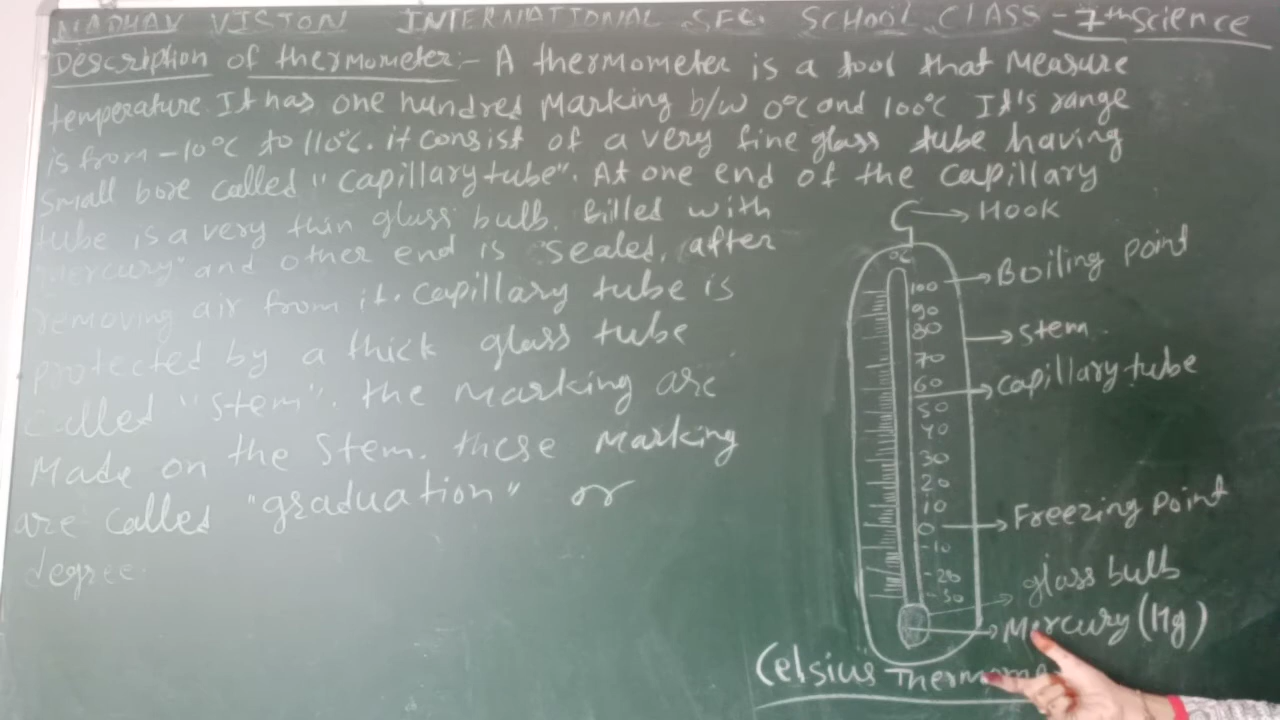 MADHAV VISION INTERNATIONAL SEC. SCHOOL CLASS - 7th Science
Description of thermometer:- A thermometer is a tool that Measure
temperature. It has one hundred Marking b/w 0°C and 100°C It's range
is from -10°C to 110°C. it consist of a very fine glass tube having
Small bore called "capillary tube". At one end of the capillary
tube is a very thin glass bulb. filled with
"Mercury" and other end is sealed, after
removing air from it. Capillary tube is
protected by a thick glass tube
Called "Stem". the Marking are
Made on the Stem. these Marking
are called "graduation" or
degree.
Hook
°C
100 Boiling point
90
80 Stem
70
60 capillary tube
50
40
30
20
10
0 Freezing point
-10
-20
-30
glass bulb
Mercury (Hg)
Celsius Thermome